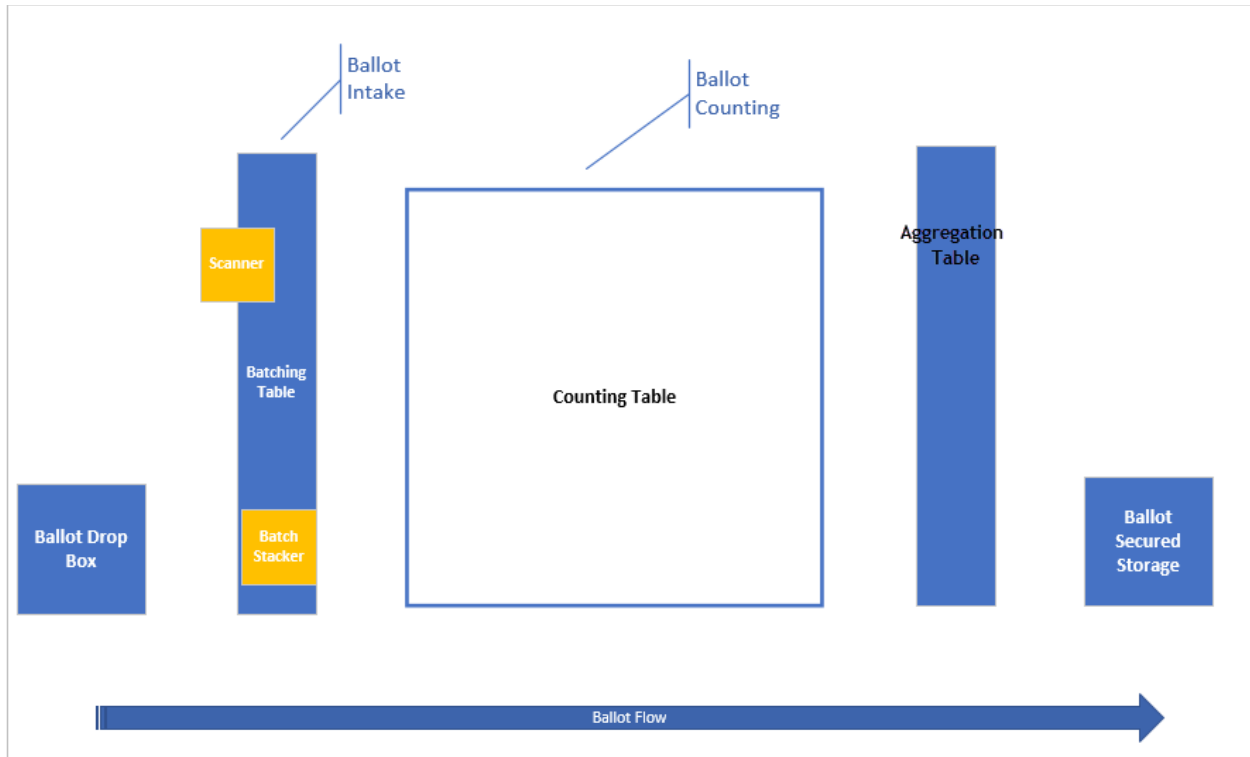 Ballot
Intake
Ballot
Counting
Scanner
Aggregation
Table
Batching
Table
Counting Table
Ballot Drop
Box
Batch
Stacker
Ballot
Secured
Storage
Ballot Flow